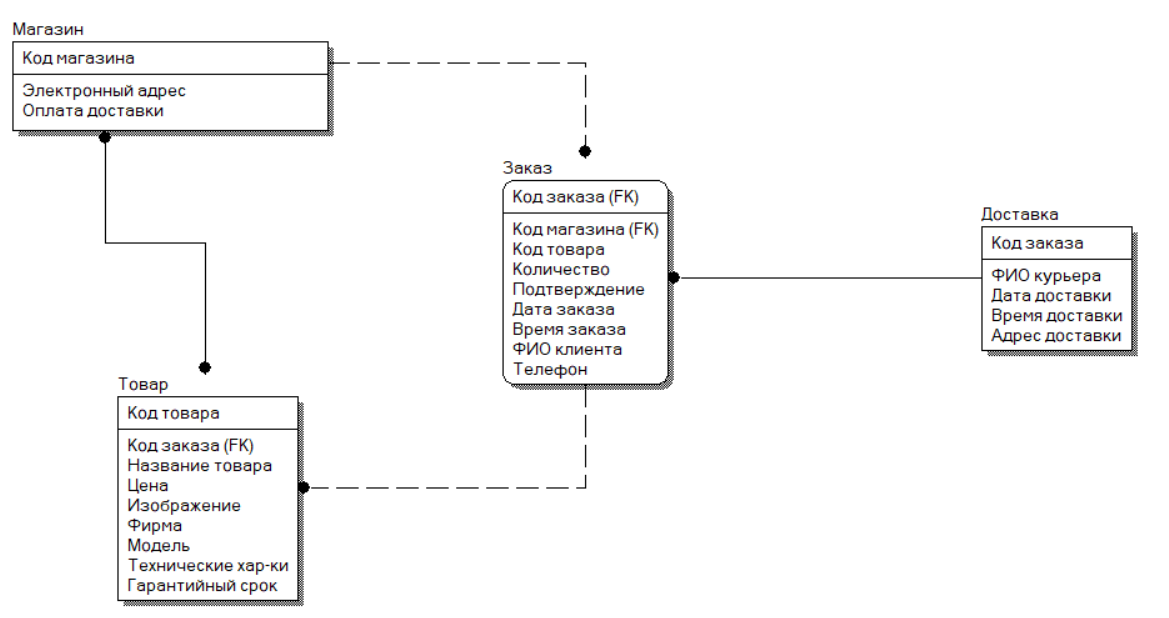 Магазин
Код магазина
Электронный адрес
Оплата доставки
Заказ
Код заказа (FK)
Код магазина (FK)
Код товара
Количество
Подтверждение
Дата заказа
Время заказа
ФИО клиента
Телефон
Доставка
Код заказа
ФИО курьера
Дата доставки
Время доставки
Адрес доставки
Товар
Код товара
Код заказа (FK)
Название товара
Цена
Изображение
Фирма
Модель
Технические хар-ки
Гарантийный срок